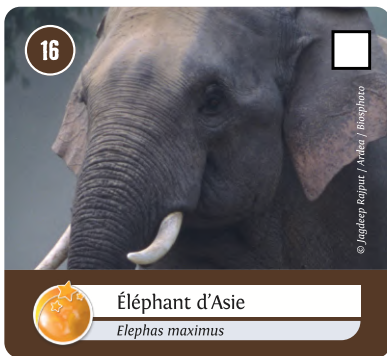 16
© Jagdeep Rajput / Ardea / Biosphoto
Éléphant d'Asie
Elephas maximus